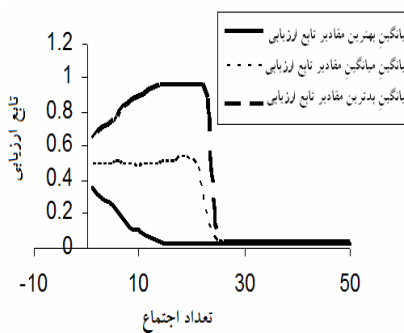 میانگین بهترین مقادیر تابع ارزیابی
میانگین میانگین مقادیر تابع ارزیابی
میانگین بدترین مقادیر تابع ارزیابی
1.2
1
0.8
0.6
0.4
0.2
0
تابع ارزیابی
-10
10
30
50
تعداد اجتماع